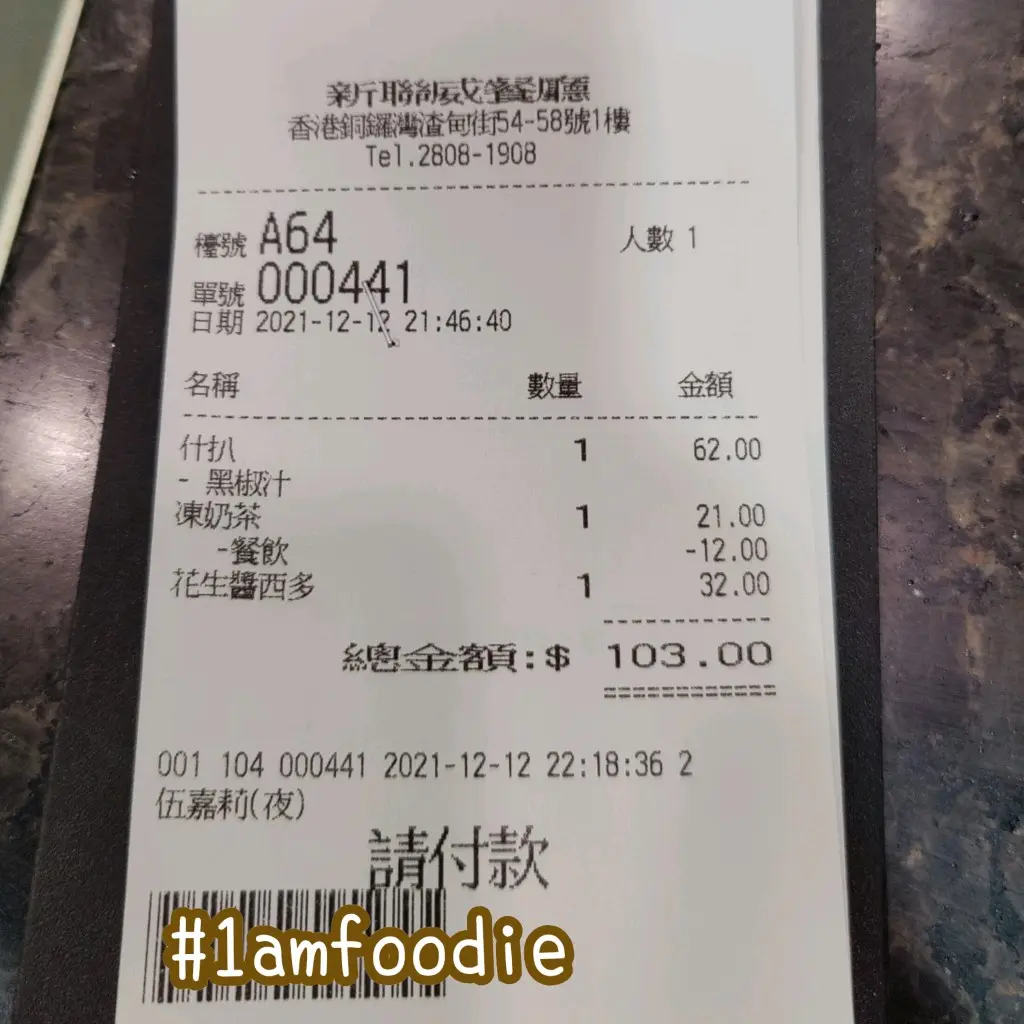 新聯港式餐廳
香港銅鑼灣渣甸街54-58號1樓
Tel.2808-1908
檯號 A64 人數 1
單號 000441
日期 2021-12-12 21:46:40
名稱 數量 金額
什扒 1 62.00
- 黑椒汁
凍奶茶 1 21.00
-餐飲 -12.00
花生醬西多 1 32.00
總金額:$ 103.00
001 104 000441 2021-12-12 22:18:36 2
伍嘉莉(夜)
請付款
#1amfoodie